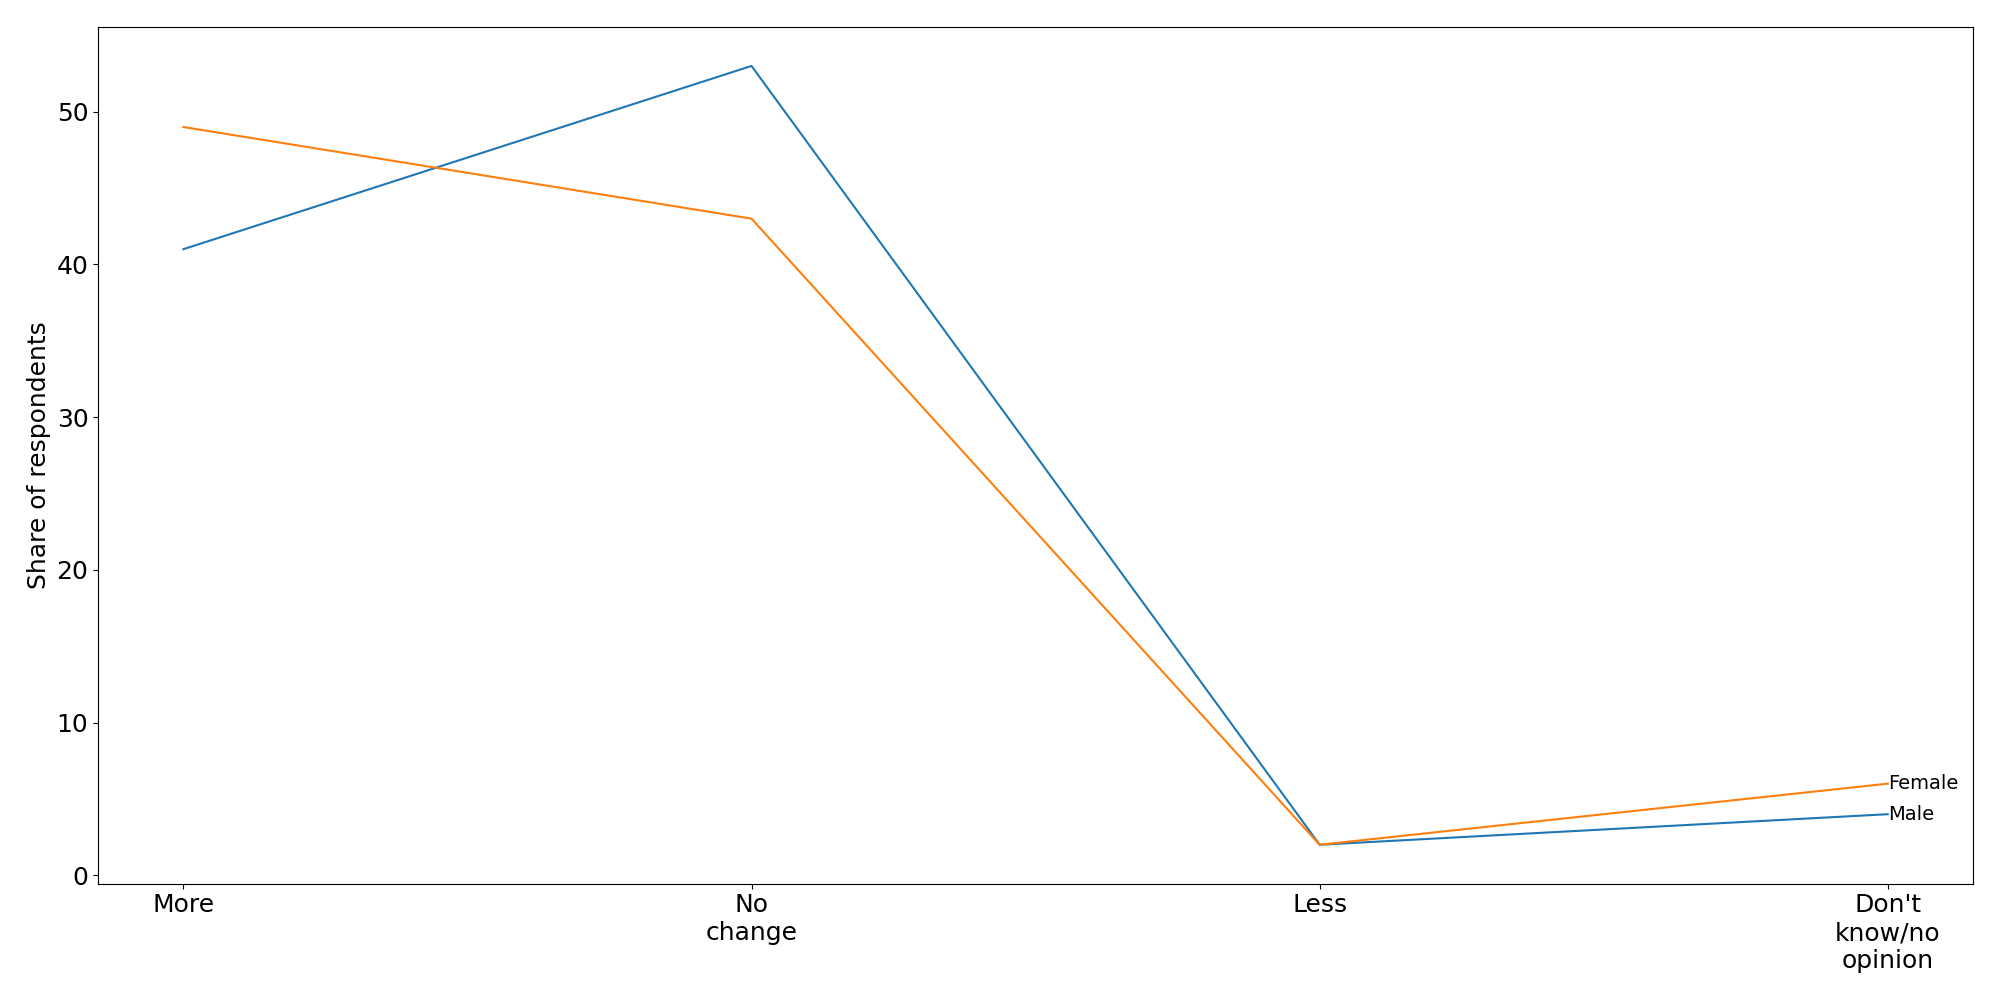 Share of respondents
50
40
30
20
10
0
Female
Male
More
No
change
Less
Don't
know/no
opinion